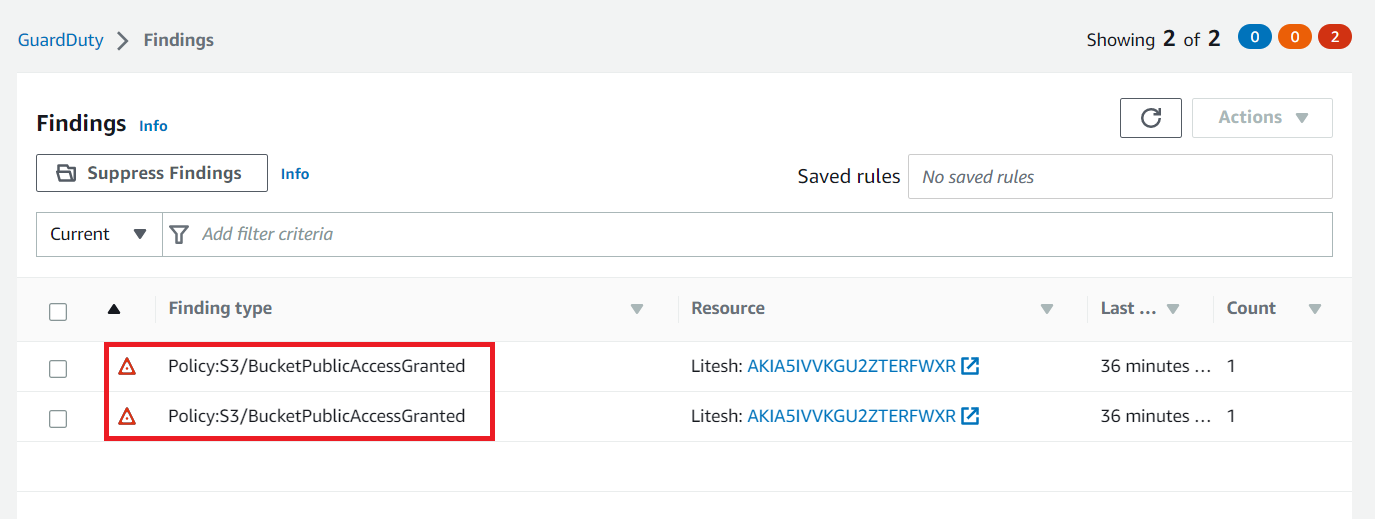 GuardDuty > Findings
Showing 2 of 2 0 0 2
Findings Info
Actions
Suppress Findings Info
Saved rules No saved rules
Current Add filter criteria
Finding type Resource Last ... Count
Policy:S3/BucketPublicAccessGranted Litesh: AKIA5IVVKGU2ZTERFWXR 36 minutes ... 1
Policy:S3/BucketPublicAccessGranted Litesh: AKIA5IVVKGU2ZTERFWXR 36 minutes ... 1